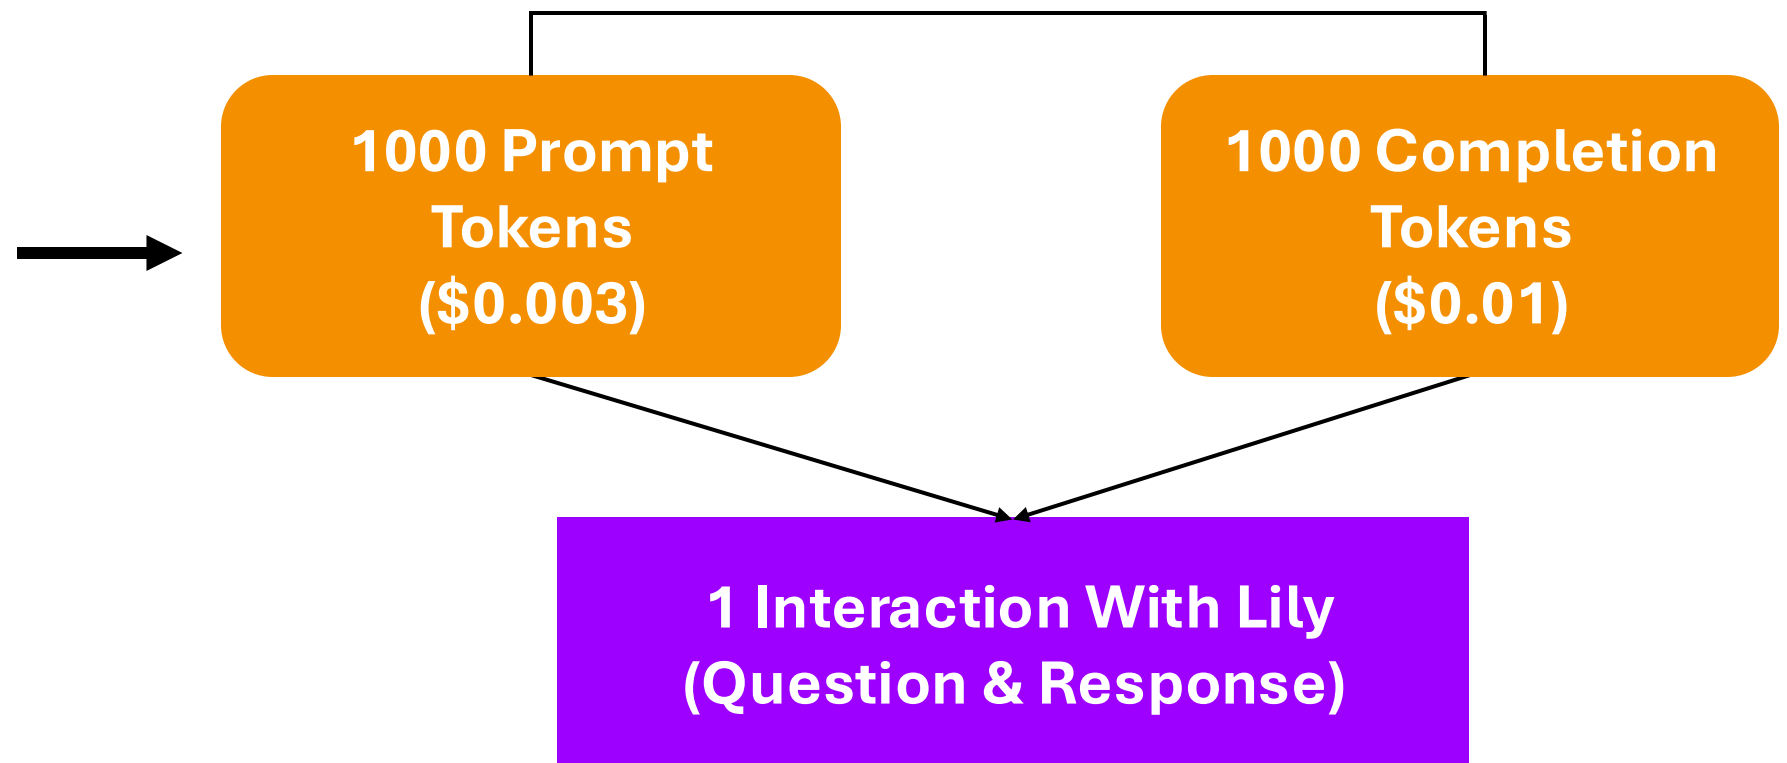 1000 Prompt
Tokens
($0.003)
1000 Completion
Tokens
($0.01)
1 Interaction With Lily
(Question & Response)